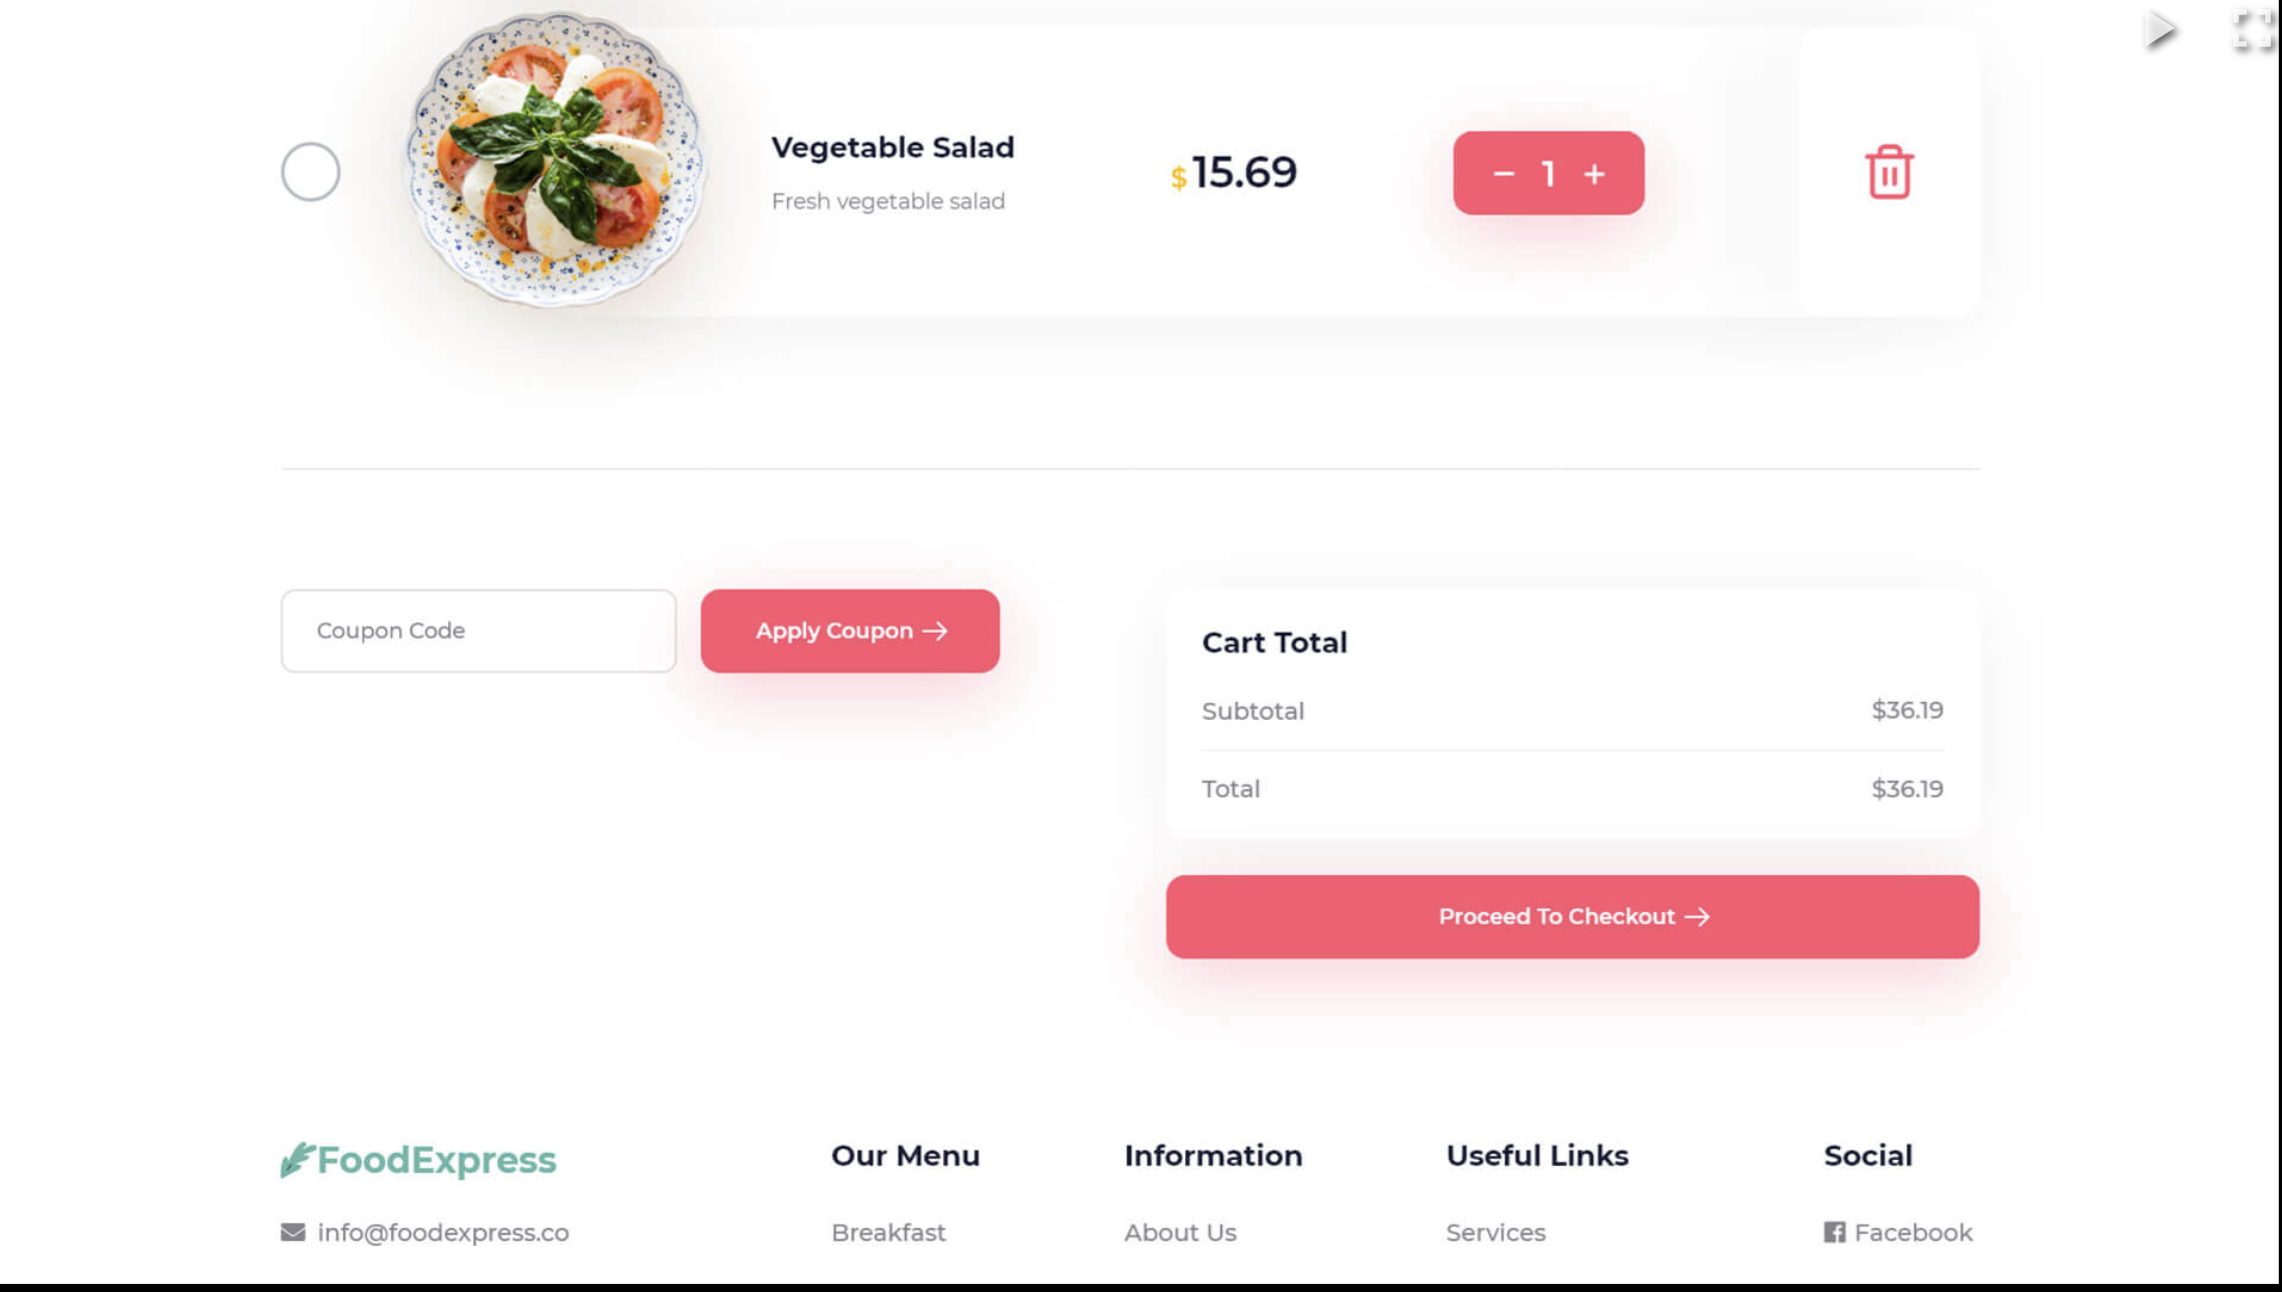 Vegetable Salad
Fresh vegetable salad
$15.69
− 1 +
Coupon Code
Apply Coupon →
Cart Total
Subtotal $36.19
Total $36.19
Proceed To Checkout →
FoodExpress
info@foodexpress.co
Our Menu
Breakfast
Information
About Us
Useful Links
Services
Social
Facebook